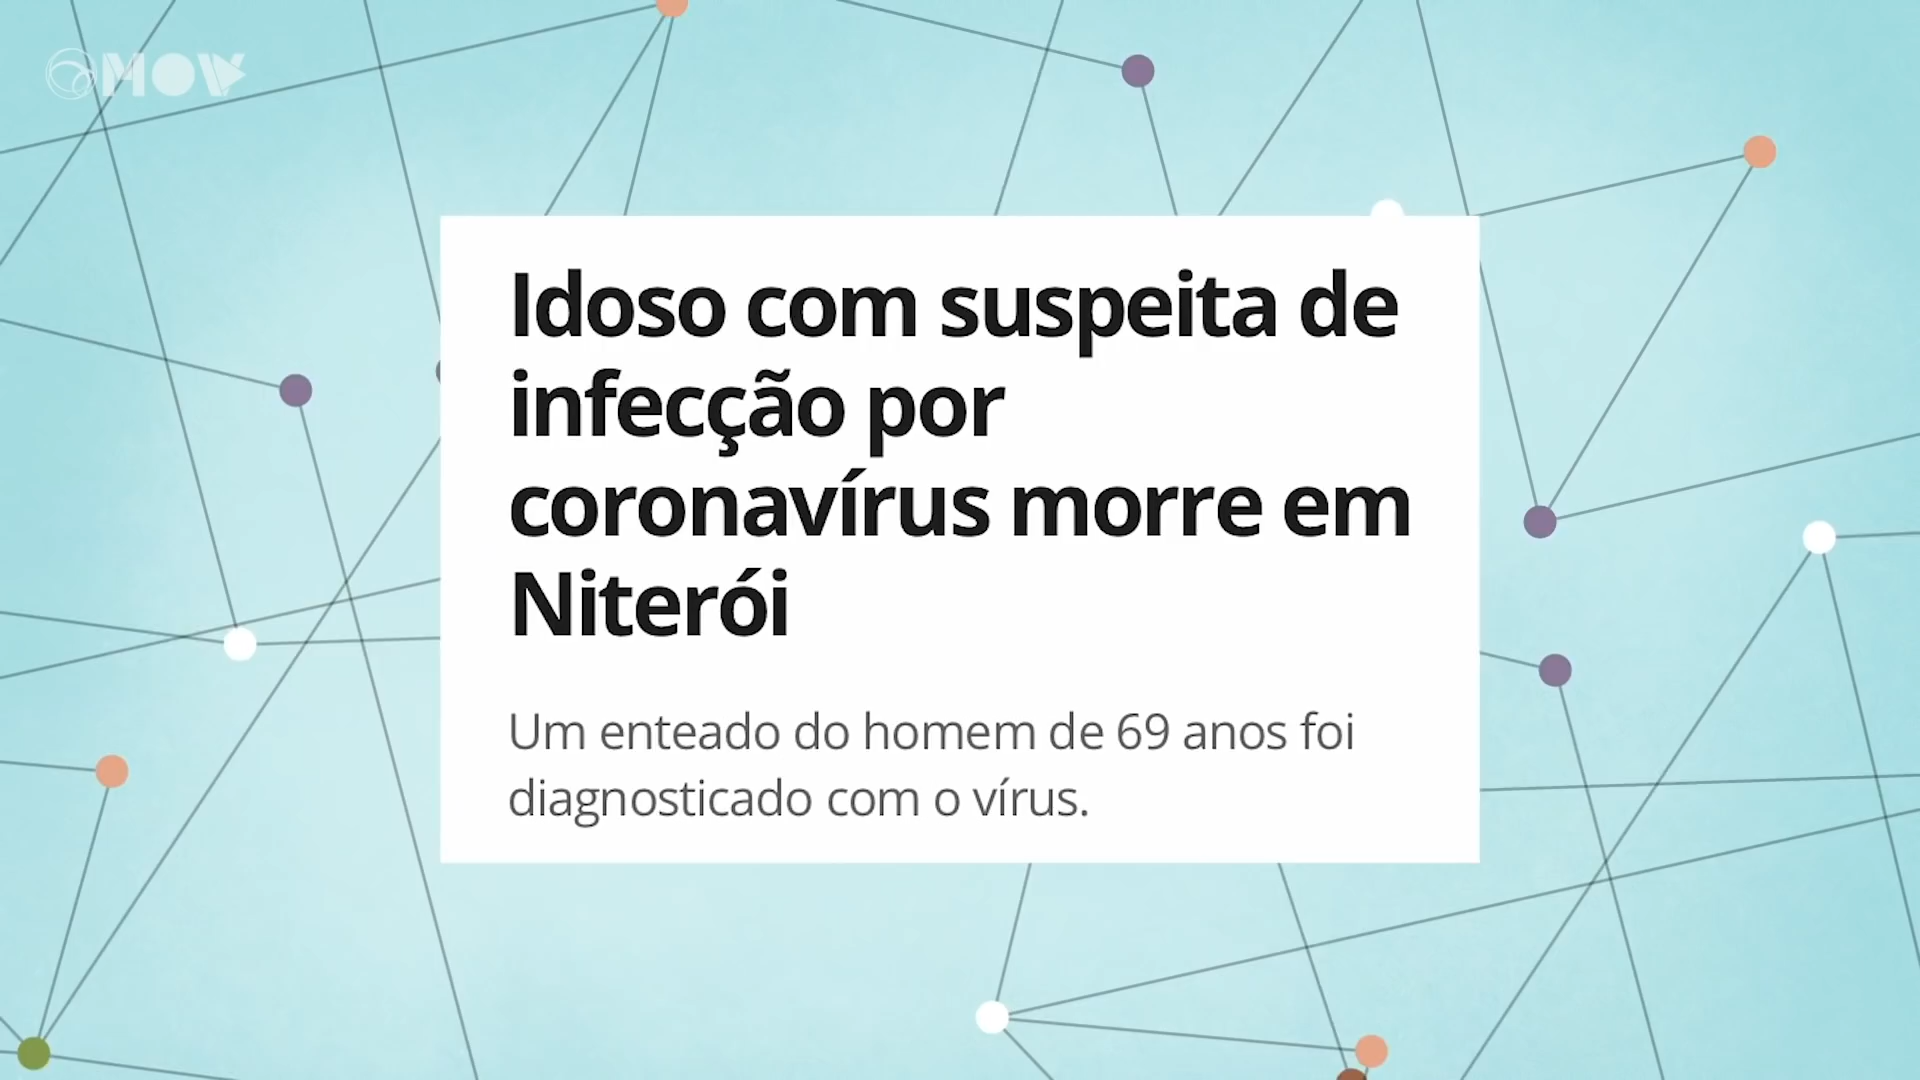 MOV
Idoso com suspeita de
infecção por
coronavírus morre em
Niterói
Um enteado do homem de 69 anos foi
diagnosticado com o vírus.